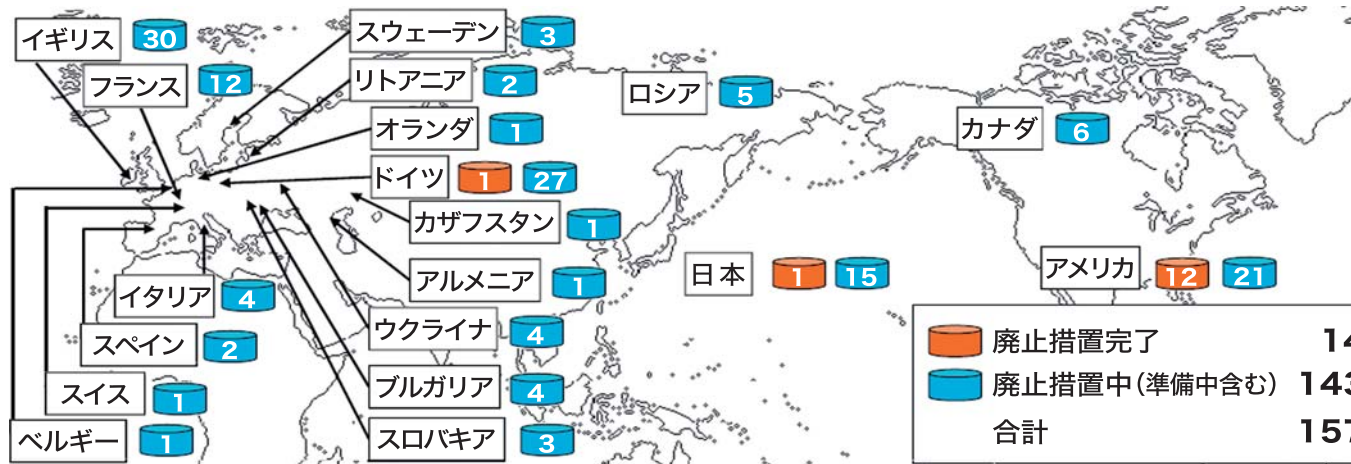 イギリス 30
フランス 12
スウェーデン 3
リトアニア 2
オランダ 1
ドイツ 1 27
カザフスタン 1
アルメニア 1
ウクライナ 4
ブルガリア 4
スロバキア 3
イタリア 4
スペイン 2
スイス 1
ベルギー 1
ロシア 5
日本 1 15
カナダ 6
アメリカ 12 21
廃止措置完了 14
廃止措置中（準備中含む） 143
合計 157